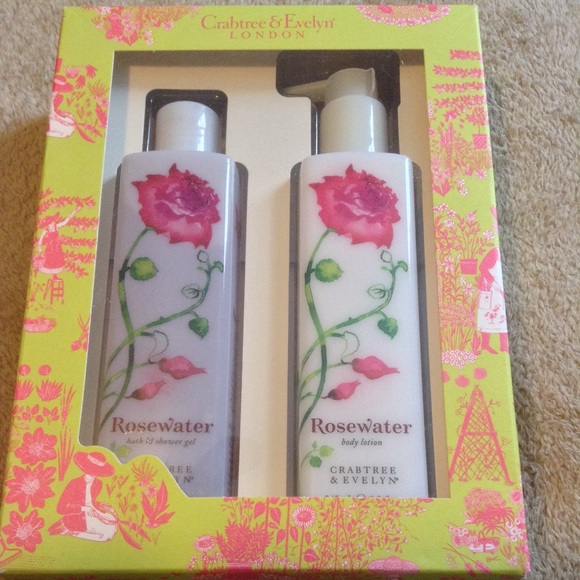 Crabtree & Evelyn®
LONDON
Rosewater
bath & shower gel
Rosewater
body lotion
CRABTREE
& EVELYN®